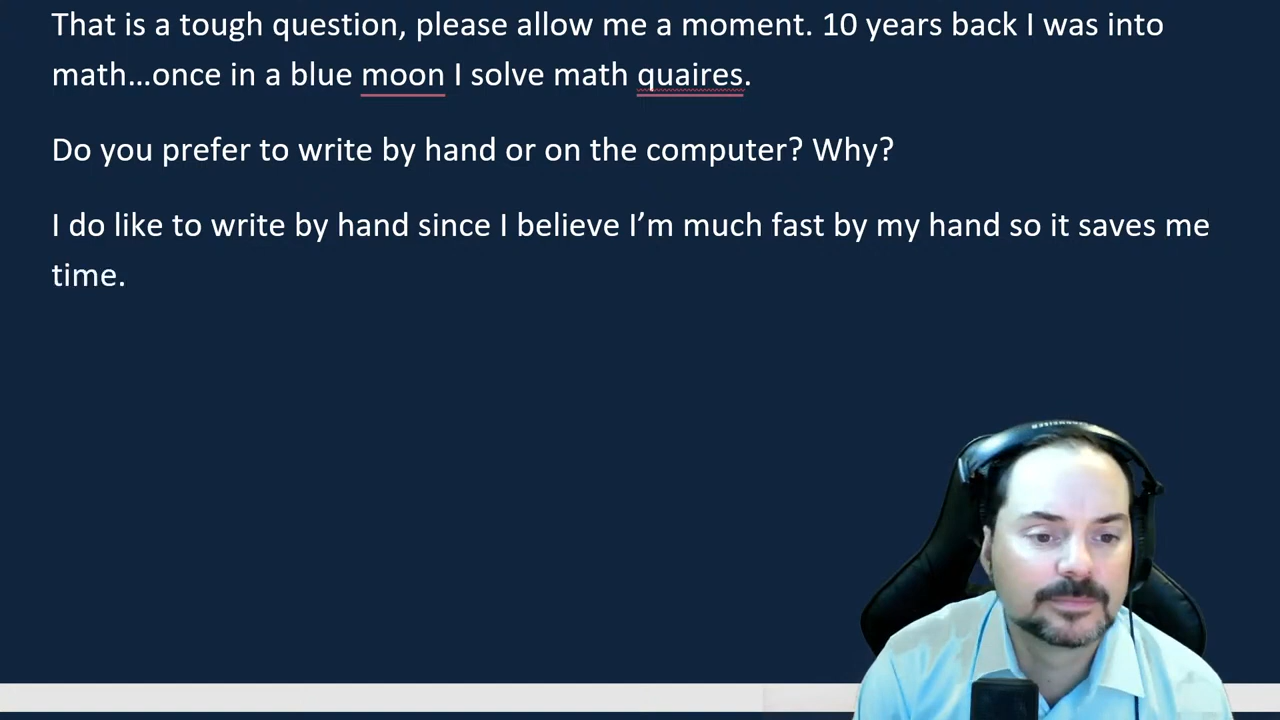 That is a tough question, please allow me a moment. 10 years back I was into
math…once in a blue moon I solve math quaires.
Do you prefer to write by hand or on the computer? Why?
I do like to write by hand since I believe I’m much fast by my hand so it saves me
time.